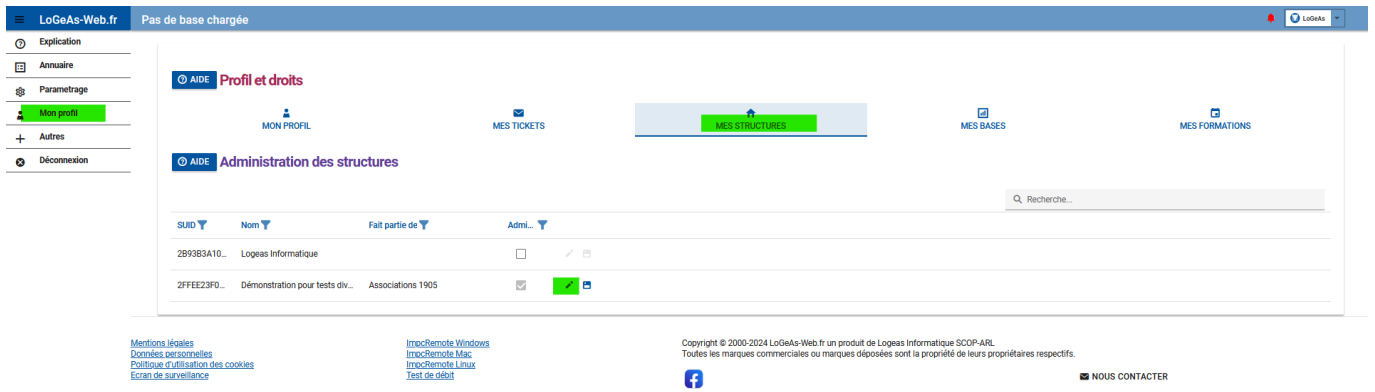 LoGeAs-Web.fr
Pas de base chargée
LoGeAs
Explication
Annuaire
Parametrage
Mon profil
Autres
Déconnexion
AIDE Profil et droits
MON PROFIL
MES TICKETS
MES STRUCTURES
MES BASES
MES FORMATIONS
AIDE Administration des structures
Recherche...
SUID Nom Fait partie de Admi...
2B93B3A10... Logeas Informatique
2FFEE23F0... Démonstration pour tests div... Associations 1905
Mentions légales
Données personnelles
Politique d'utilisation des cookies
Ecran de surveillance
ImpcRemote Windows
ImpcRemote Mac
ImpcRemote Linux
Test de débit
Copyright © 2000-2024 LoGeAs-Web.fr un produit de Logeas Informatique SCOP-ARL
Toutes les marques commerciales ou marques déposées sont la propriété de leurs propriétaires respectifs.
NOUS CONTACTER